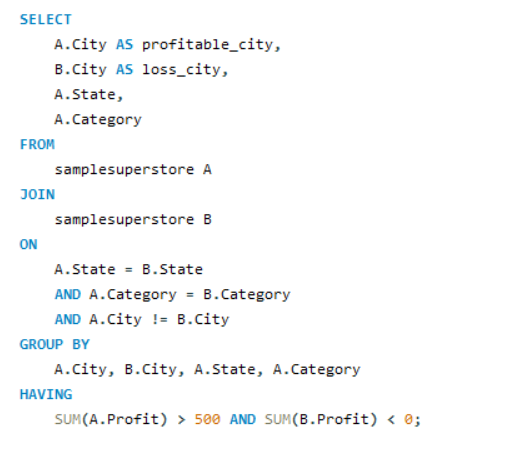 SELECT
    A.City AS profitable_city,
    B.City AS loss_city,
    A.State,
    A.Category
FROM
    samplesuperstore A
JOIN
    samplesuperstore B
ON
    A.State = B.State
    AND A.Category = B.Category
    AND A.City != B.City
GROUP BY
    A.City, B.City, A.State, A.Category
HAVING
    SUM(A.Profit) > 500 AND SUM(B.Profit) < 0;